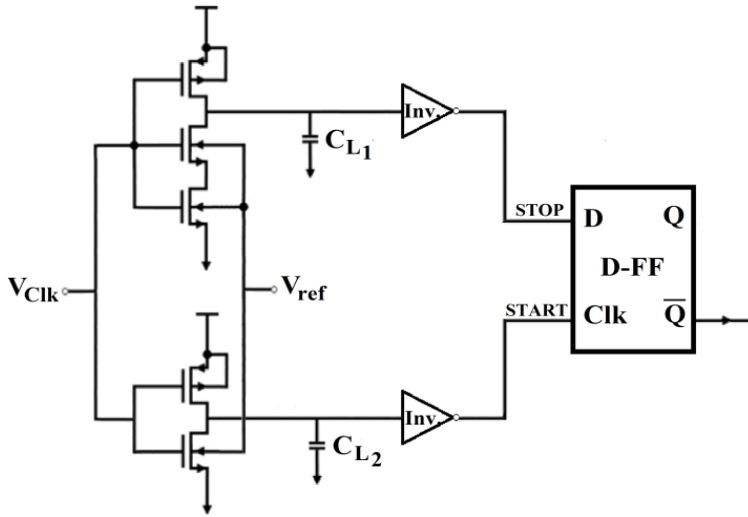 Inv.
C_L1
STOP
D Q
D-FF
V_Clk
V_ref
START
Clk Q̅
Inv.
C_L2